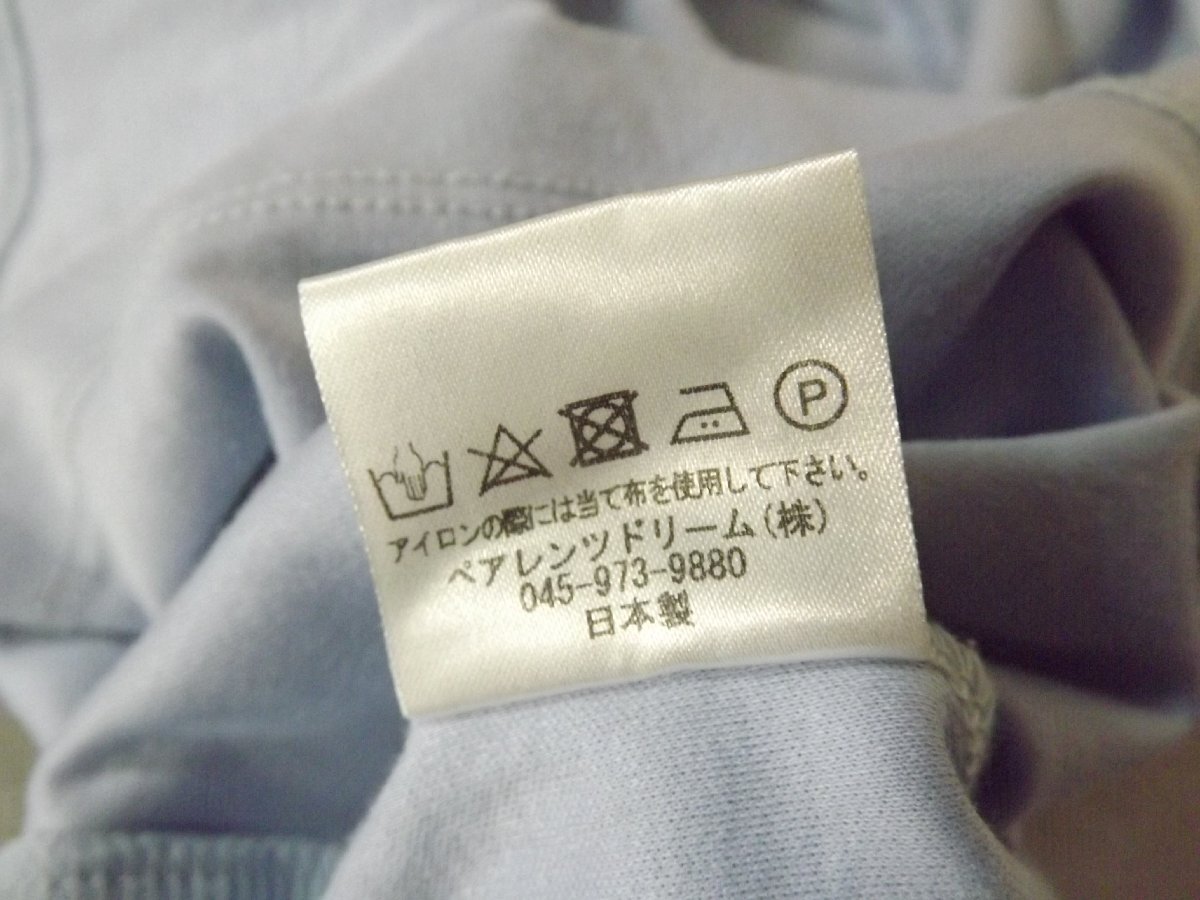 P
アイロンの際には当て布を使用して下さい。
ペアレンツドリーム(株)
045-973-9880
日本製